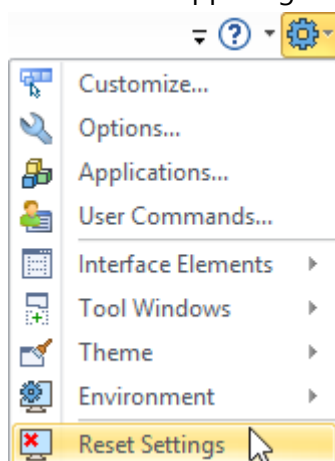 Customize...
Options...
Applications...
User Commands...
Interface Elements
Tool Windows
Theme
Environment
Reset Settings